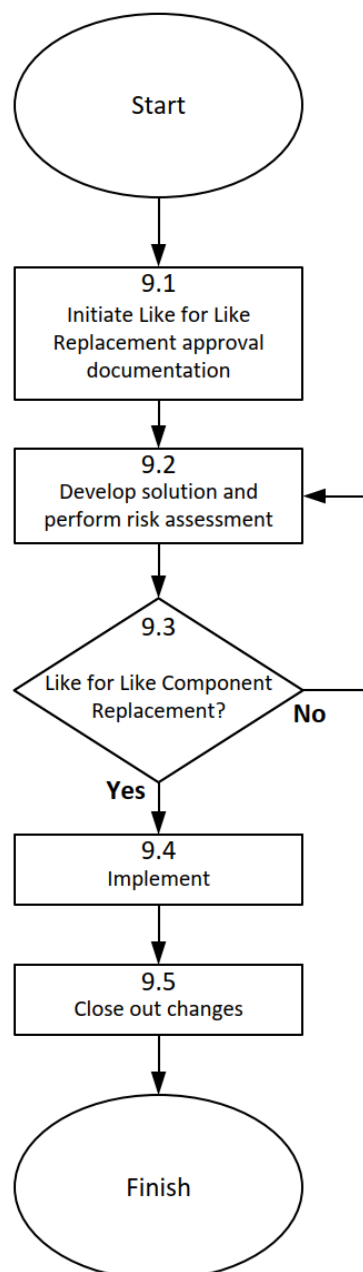 Start
9.1
Initiate Like for Like
Replacement approval
documentation
9.2
Develop solution and
perform risk assessment
9.3
Like for Like Component
Replacement?
No
Yes
9.4
Implement
9.5
Close out changes
Finish